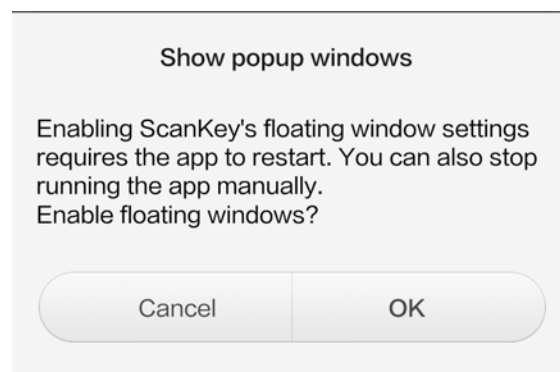 Show popup windows
Enabling ScanKey's floating window settings
requires the app to restart. You can also stop
running the app manually.
Enable floating windows?
Cancel OK